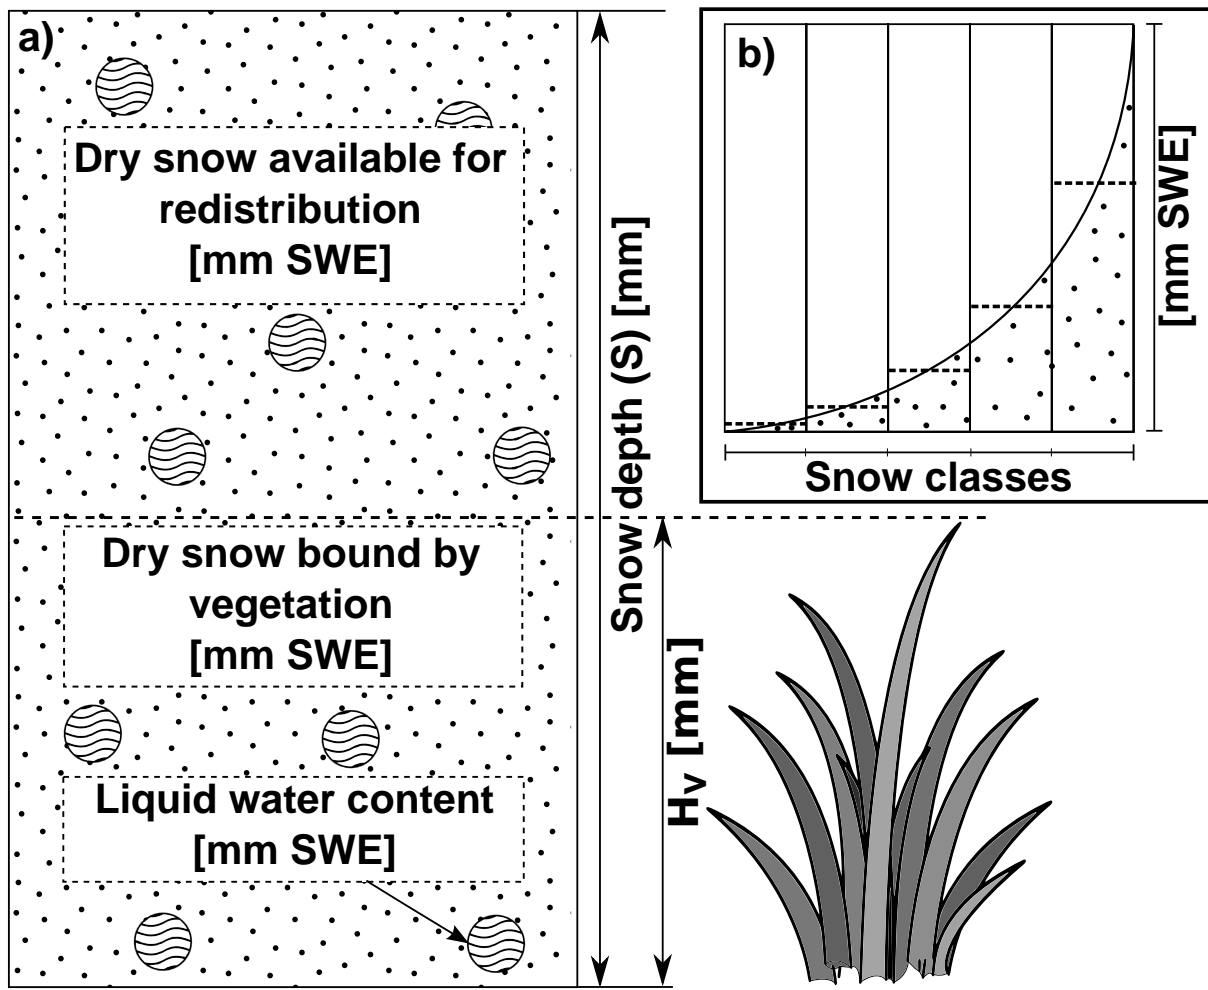 a)
Dry snow available for
redistribution
[mm SWE]
Dry snow bound by
vegetation
[mm SWE]
Liquid water content
[mm SWE]
Snow depth (S) [mm]
Hv [mm]
b)
[mm SWE]
Snow classes